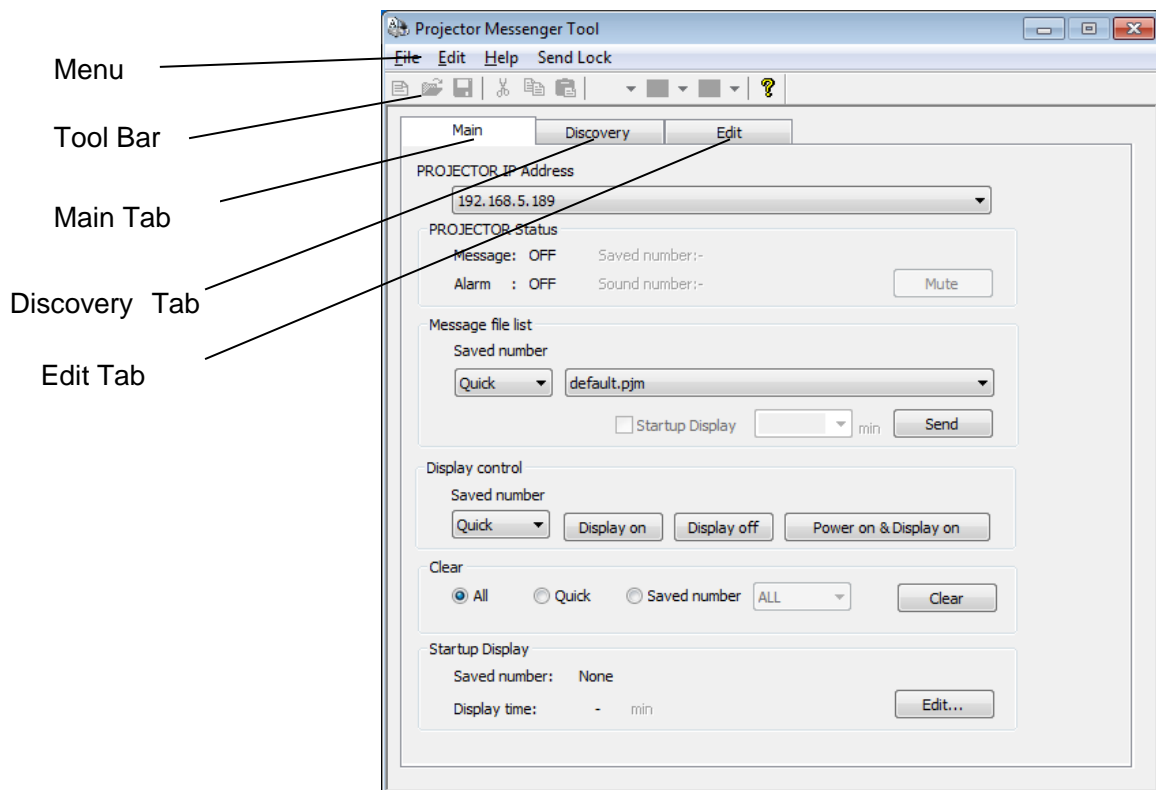 Projector Messenger Tool
File Edit Help Send Lock
Menu
Tool Bar
Main Tab
Discovery Tab
Edit Tab
Main Discovery Edit
PROJECTOR IP Address
192.168.5.189
PROJECTOR Status
Message: OFF Saved number:-
Alarm : OFF Sound number:- Mute
Message file list
Saved number
Quick default.pjm
Startup Display min Send
Display control
Saved number
Quick Display on Display off Power on & Display on
Clear
All Quick Saved number ALL Clear
Startup Display
Saved number: None
Display time: - min Edit...